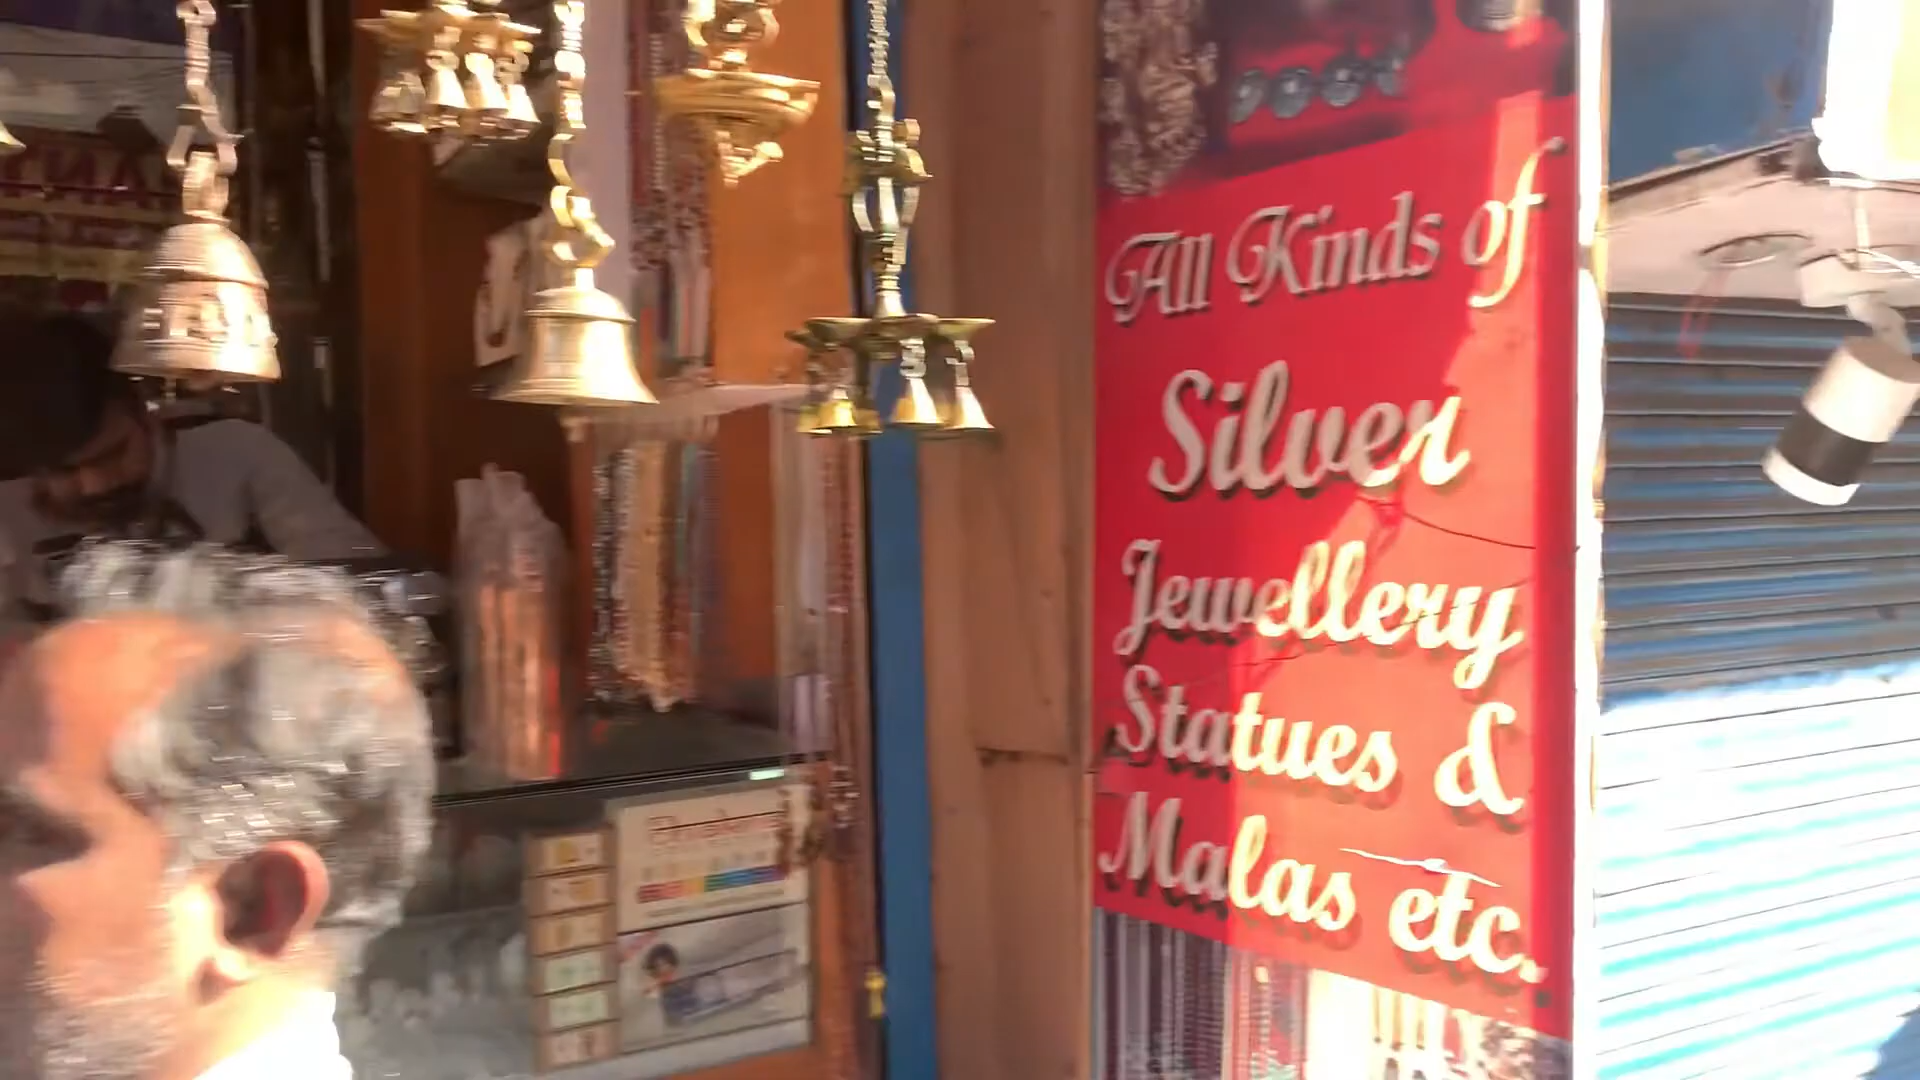 All Kinds of
Silver
Jewellery
Statues &
Malas etc.